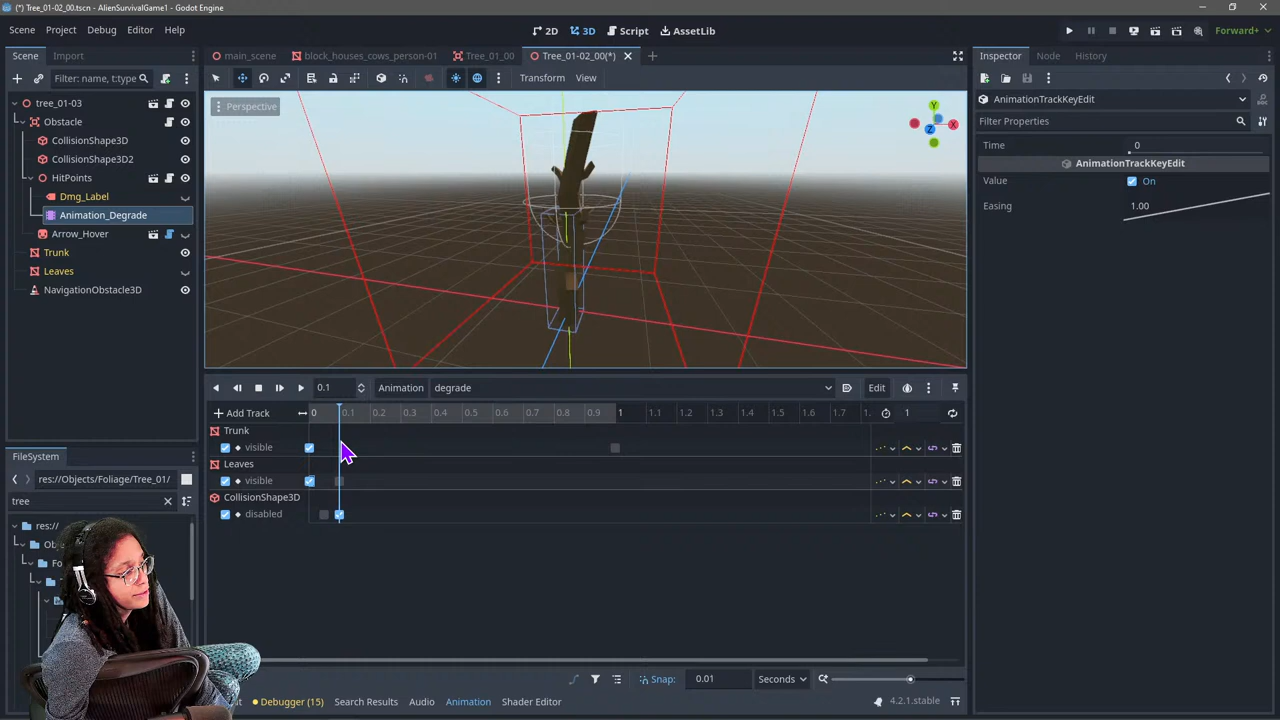 (*) Tree_01-02_00.tscn - AlienSurvivalGame1 - Godot Engine
Scene Project Debug Editor Help
2D 3D Script AssetLib
Forward+
Scene Import
main_scene block_houses_cows_person-01 Tree_01_00 Tree_01-02_00(*)
Inspector Node History
Filter: name, t:type
Transform View
AnimationTrackKeyEdit
Filter Properties
tree_01-03
Obstacle
CollisionShape3D
CollisionShape3D2
HitPoints
Dmg_Label
Animation_Degrade
Arrow_Hover
Trunk
Leaves
NavigationObstacle3D
Perspective
Y
X
Z
Time 0
AnimationTrackKeyEdit
Value On
Easing 1.00
0.1 Animation degrade Edit
Add Track 0 0.1 0.2 0.3 0.4 0.5 0.6 0.7 0.8 0.9 1 1.1 1.2 1.3 1.4 1.5 1.6 1.7 1. 1
Trunk
visible
Leaves
visible
CollisionShape3D
disabled
FileSystem
res://Objects/Foliage/Tree_01/
tree
res://
Snap: 0.01 Seconds
Debugger (15) Search Results Audio Animation Shader Editor
4.2.1.stable